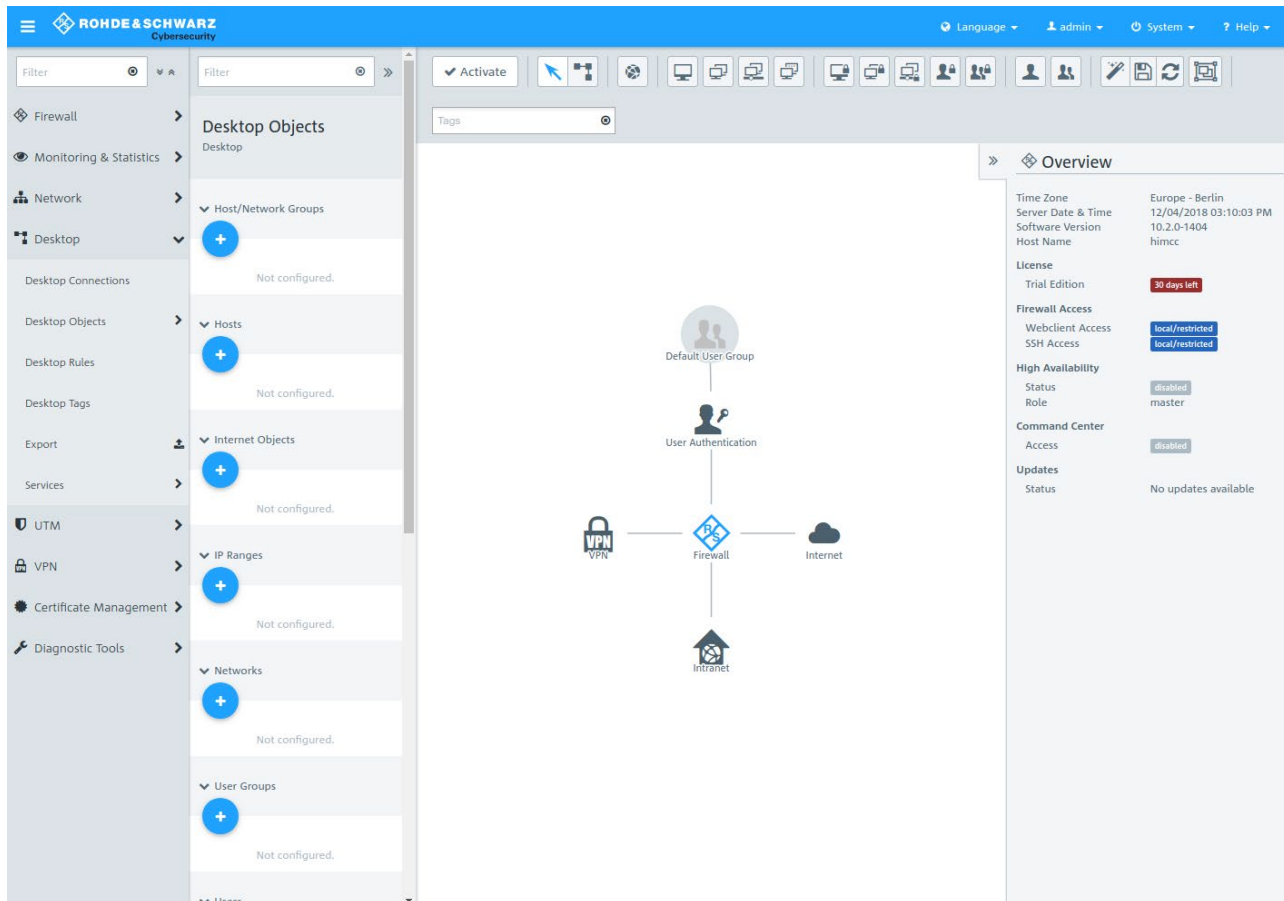 ROHDE&SCHWARZ
Cybersecurity
Language
admin
System
? Help
Filter
Firewall
Monitoring & Statistics
Network
Desktop
Desktop Connections
Desktop Objects
Desktop Rules
Desktop Tags
Export
Services
UTM
VPN
Certificate Management
Diagnostic Tools
Filter
Desktop Objects
Desktop
Host/Network Groups
Not configured.
Hosts
Not configured.
Internet Objects
Not configured.
IP Ranges
Not configured.
Networks
Not configured.
User Groups
Not configured.
Activate
Tags
Default User Group
User Authentication
VPN
VPN
R S
Firewall
Internet
Intranet
Overview
Time Zone Europe - Berlin
Server Date & Time 12/04/2018 03:10:03 PM
Software Version 10.2.0-1404
Host Name himcc
License
Trial Edition 30 days left
Firewall Access
Webclient Access local/restricted
SSH Access local/restricted
High Availability
Status disabled
Role master
Command Center
Access disabled
Updates
Status No updates available